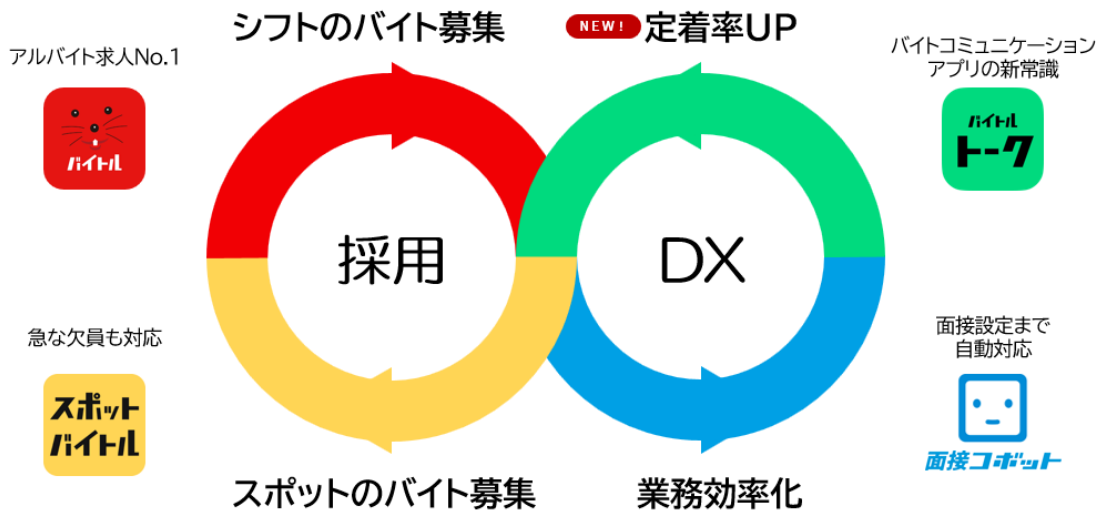 シフトのバイト募集
NEW!
定着率UP
アルバイト求人No.1
バイトル
バイトコミュニケーション
アプリの新常識
バイトル
トーク
採用
DX
急な欠員も対応
スポット
バイトル
面接設定まで
自動対応
面接コボット
スポットのバイト募集
業務効率化